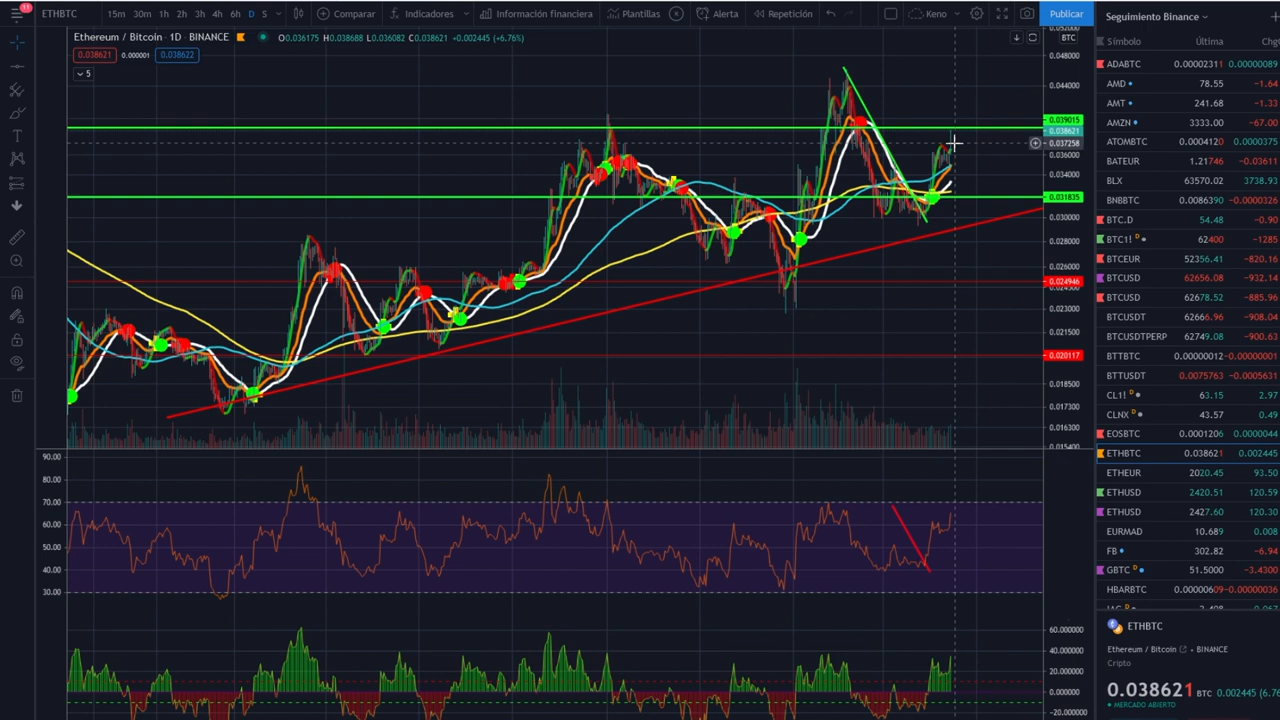 11
ETHBTC 15m 30m 1h 2h 3h 4h 6h D S Comparar Indicadores Información financiera Plantillas Alerta Repetición Keno Publicar
Ethereum / Bitcoin · 1D · BINANCE O0.036175 H0.038688 L0.036082 C0.038621 +0.002445 (+6.76%)
0.038621 0.000001 0.038622
5
BTC
0.048000
0.044000
0.039015
0.038621
0.037258
0.036000
0.034000
0.031835
0.030000
0.028000
0.026000
0.024946
0.023000
0.021500
0.020117
0.018500
0.017300
0.016300
0.015400
90.00
80.00
70.00
60.00
50.00
40.00
30.00
60.000000
40.000000
20.000000
0.000000
−20.000000
Seguimiento Binance
Símbolo Última Chg
ADABTC 0.00002311 0.00000089
AMD 78.55 −1.64
AMT 241.68 −1.33
AMZN 3333.00 −67.00
ATOMBTC 0.0004120 0.0000375
BATEUR 1.21746 −0.03611
BLX 63570.02 3738.93
BNBBTC 0.0086390 −0.0000326
BTC.D 54.48 −0.90
BTC1! D 62400 −1285
BTCEUR 52356.41 −820.16
BTCUSD 62656.08 −932.14
BTCUSD 62678.52 −885.96
BTCUSDT 62666.96 −908.04
BTCUSDTPERP 62749.08 −900.63
BTTBTC 0.00000012 −0.00000001
BTTUSDT 0.0075763 −0.0005631
CL1! D 63.15 2.97
CLNX D 43.57 0.49
EOSBTC 0.0001206 0.0000044
ETHBTC 0.038621 0.002445
ETHEUR 2020.45 93.50
ETHUSD 2420.51 120.59
ETHUSD 2427.60 120.30
EURMAD 10.689 0.008
FB 302.82 −6.94
GBTC D 51.5000 −3.4300
HBARBTC 0.00000609 −0.00000036
ETHBTC
Ethereum / Bitcoin • BINANCE
Cripto
0.038621 BTC 0.002445 (6.76
MERCADO ABIERTO